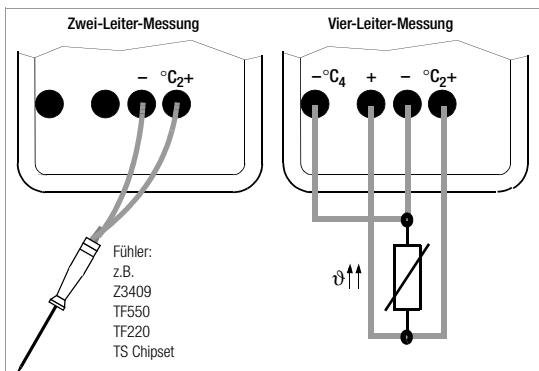 Zwei-Leiter-Messung
− °C2+
Fühler:
z.B.
Z3409
TF550
TF220
TS Chipset
Vier-Leiter-Messung
−°C4 + − °C2+
ϑ